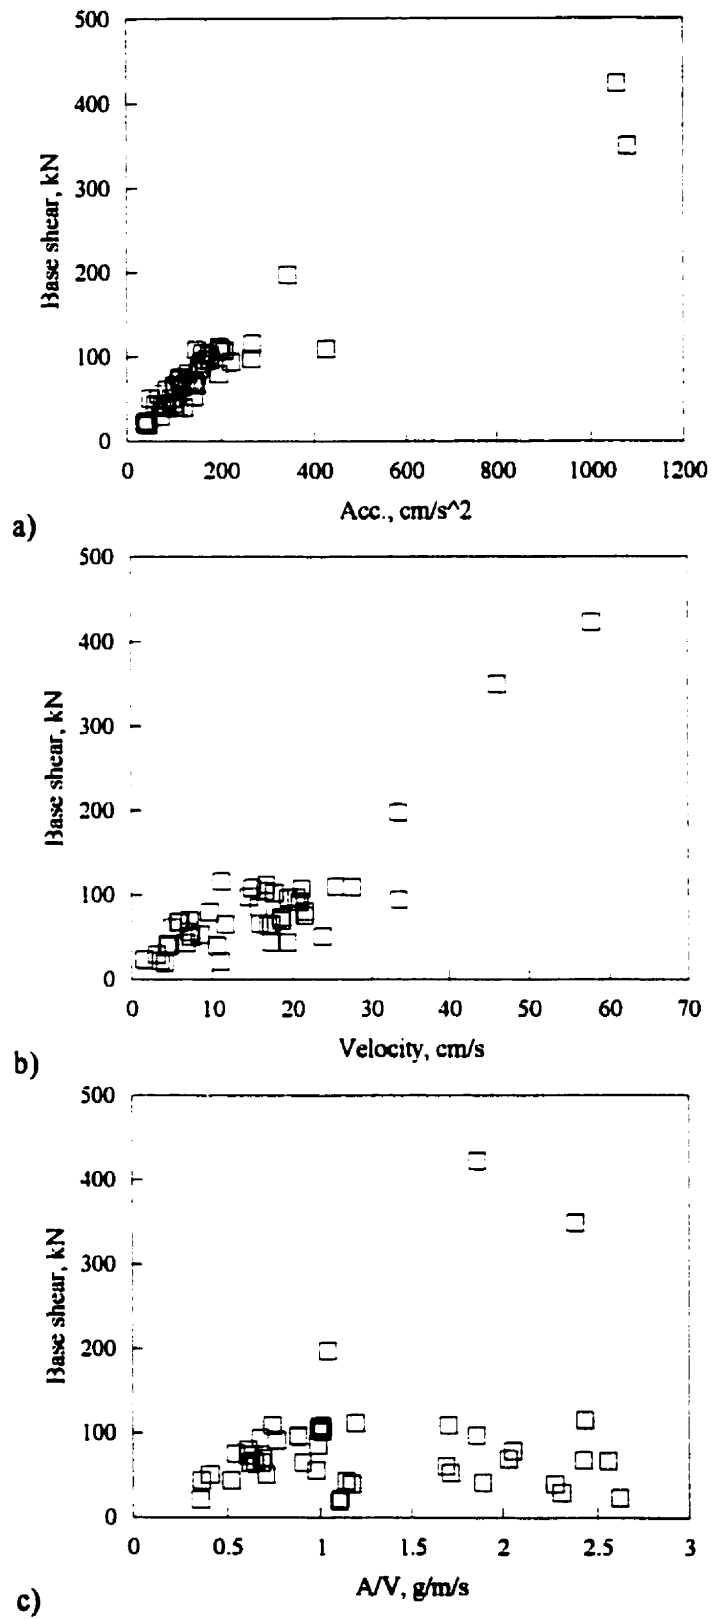 500
400
300
200
100
0
Base shear, kN
0 200 400 600 800 1000 1200
Acc., cm/s^2
a)
500
400
300
200
100
0
Base shear, kN
0 10 20 30 40 50 60 70
Velocity, cm/s
b)
500
400
300
200
100
0
Base shear, kN
0 0.5 1 1.5 2 2.5 3
A/V, g/m/s
c)